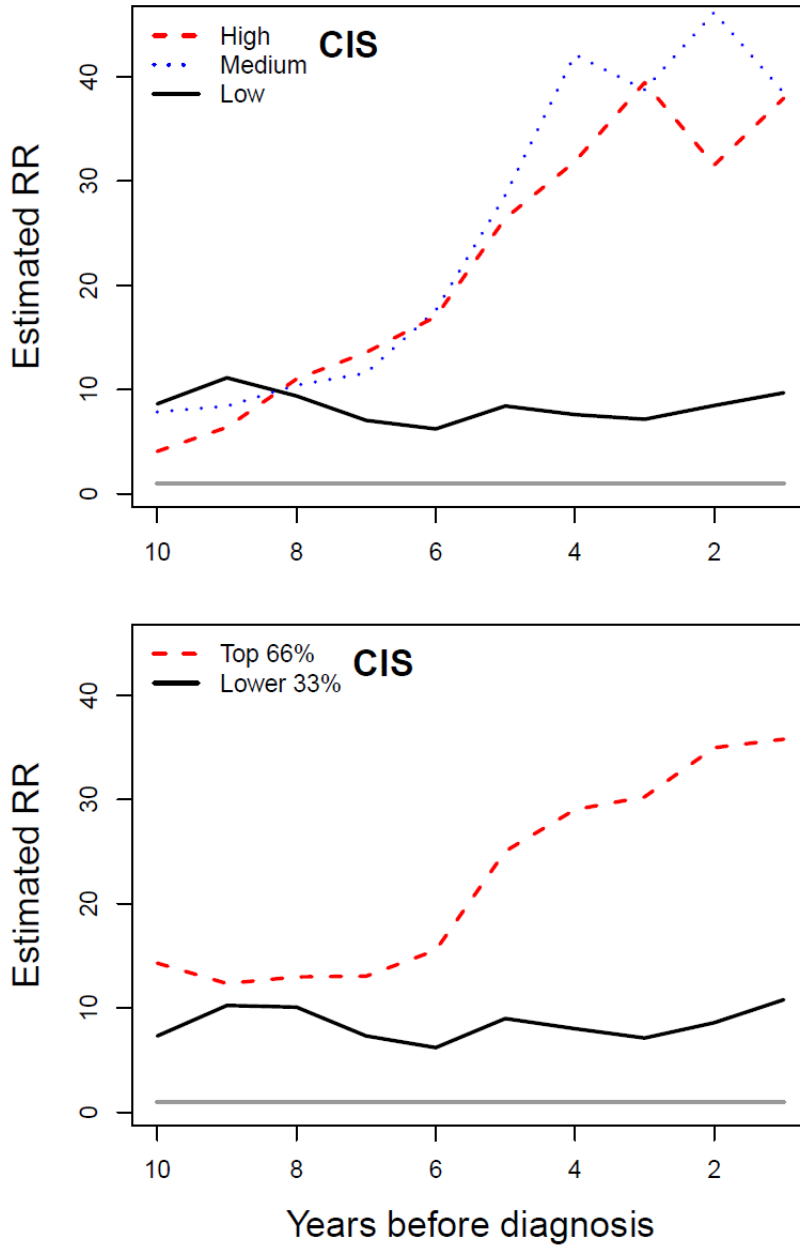 High
Medium
Low
CIS
Estimated RR
40
30
20
10
0
10 8 6 4 2
Top 66%
Lower 33%
CIS
Estimated RR
40
30
20
10
0
10 8 6 4 2
Years before diagnosis